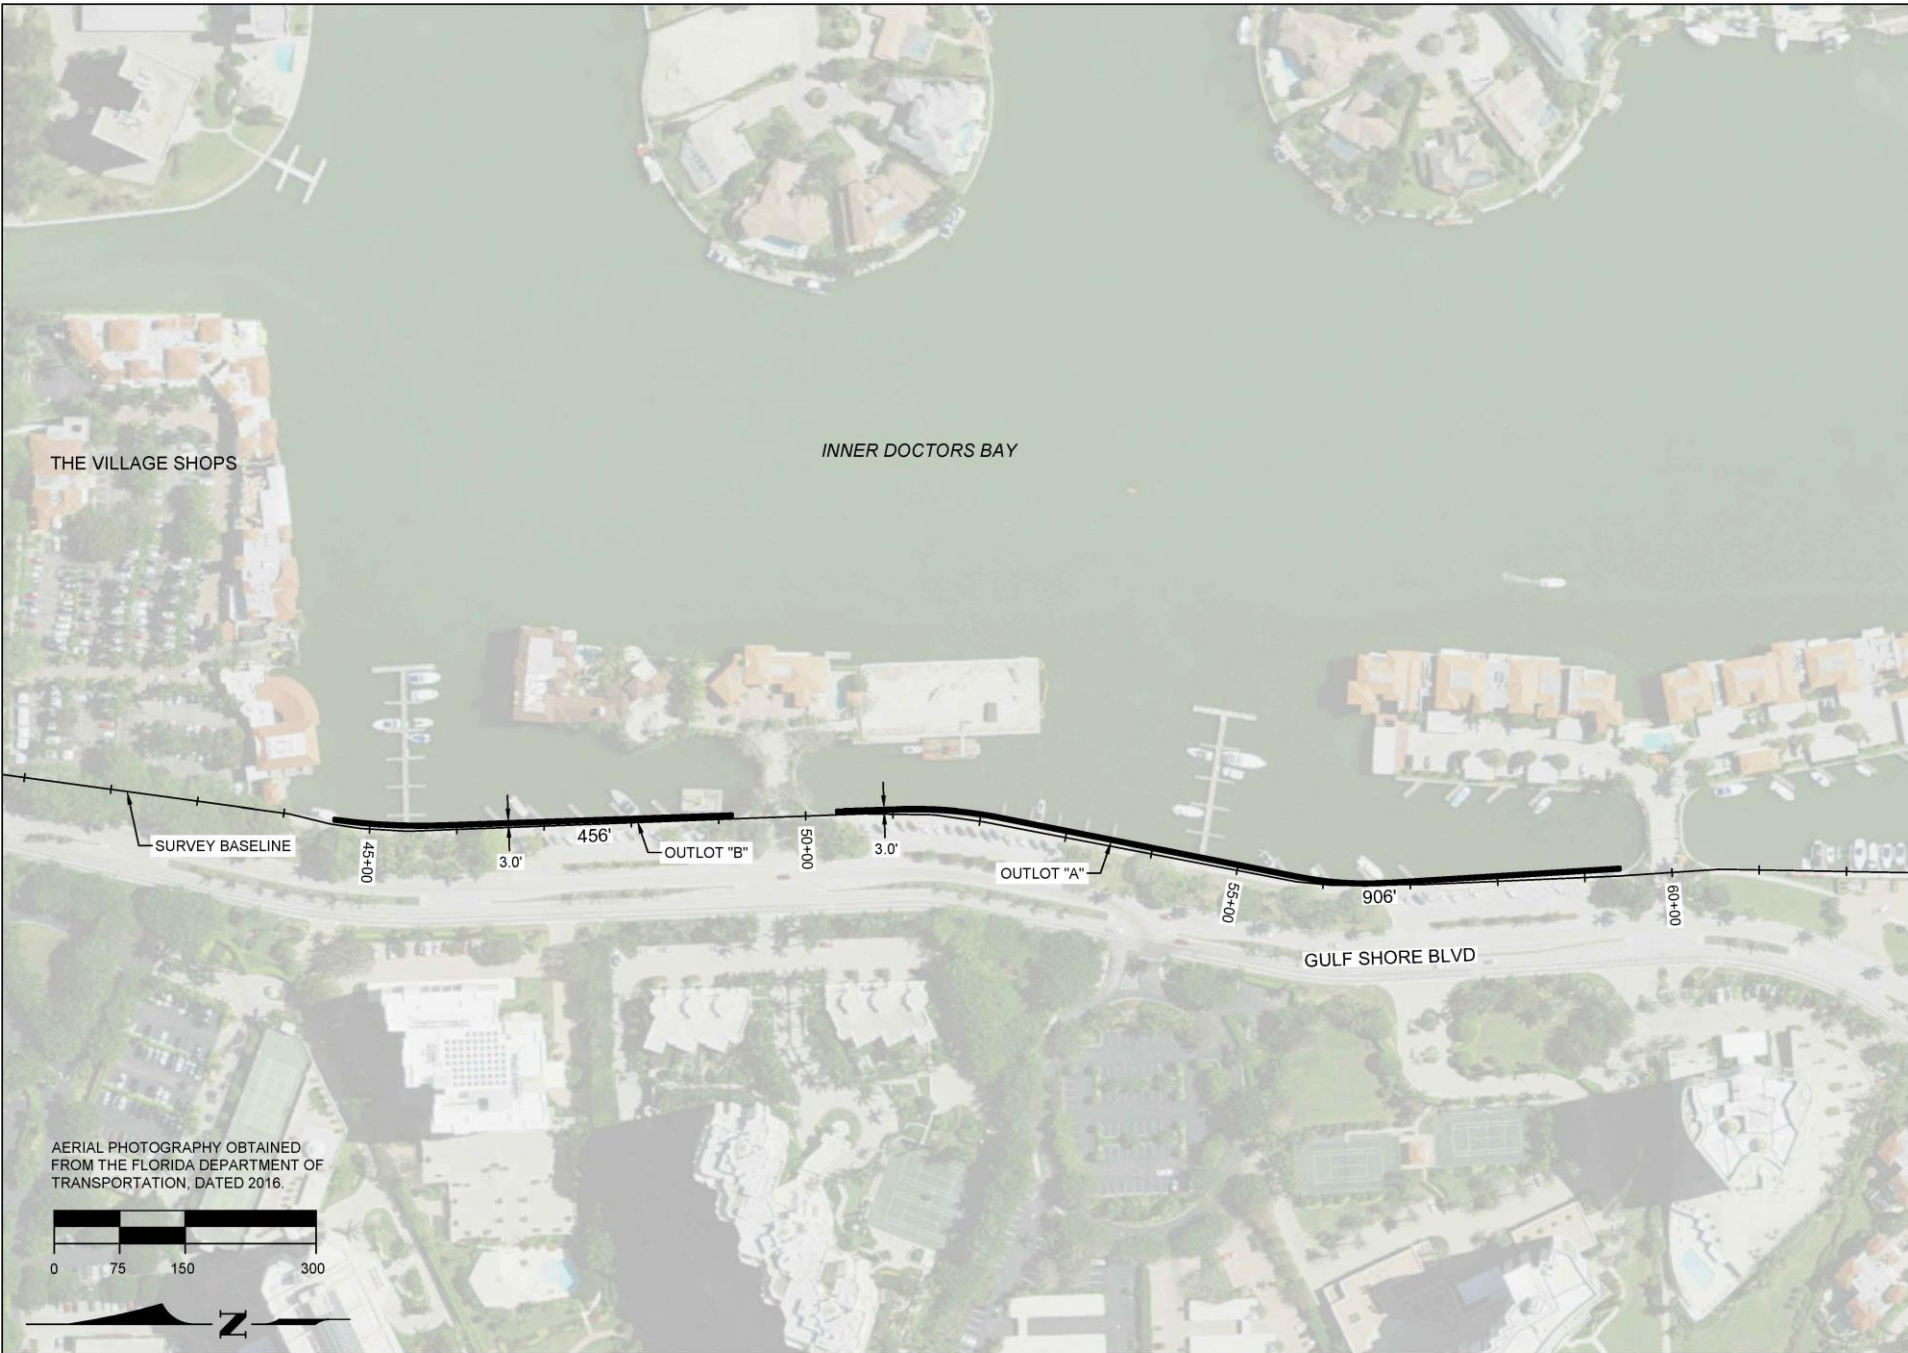 INNER DOCTORS BAY
THE VILLAGE SHOPS
SURVEY BASELINE
45+00
3.0'
456'
OUTLOT "B"
50+00
3.0'
OUTLOT "A"
55+00
906'
60+00
GULF SHORE BLVD
AERIAL PHOTOGRAPHY OBTAINED
FROM THE FLORIDA DEPARTMENT OF
TRANSPORTATION, DATED 2016.
0 75 150 300
N